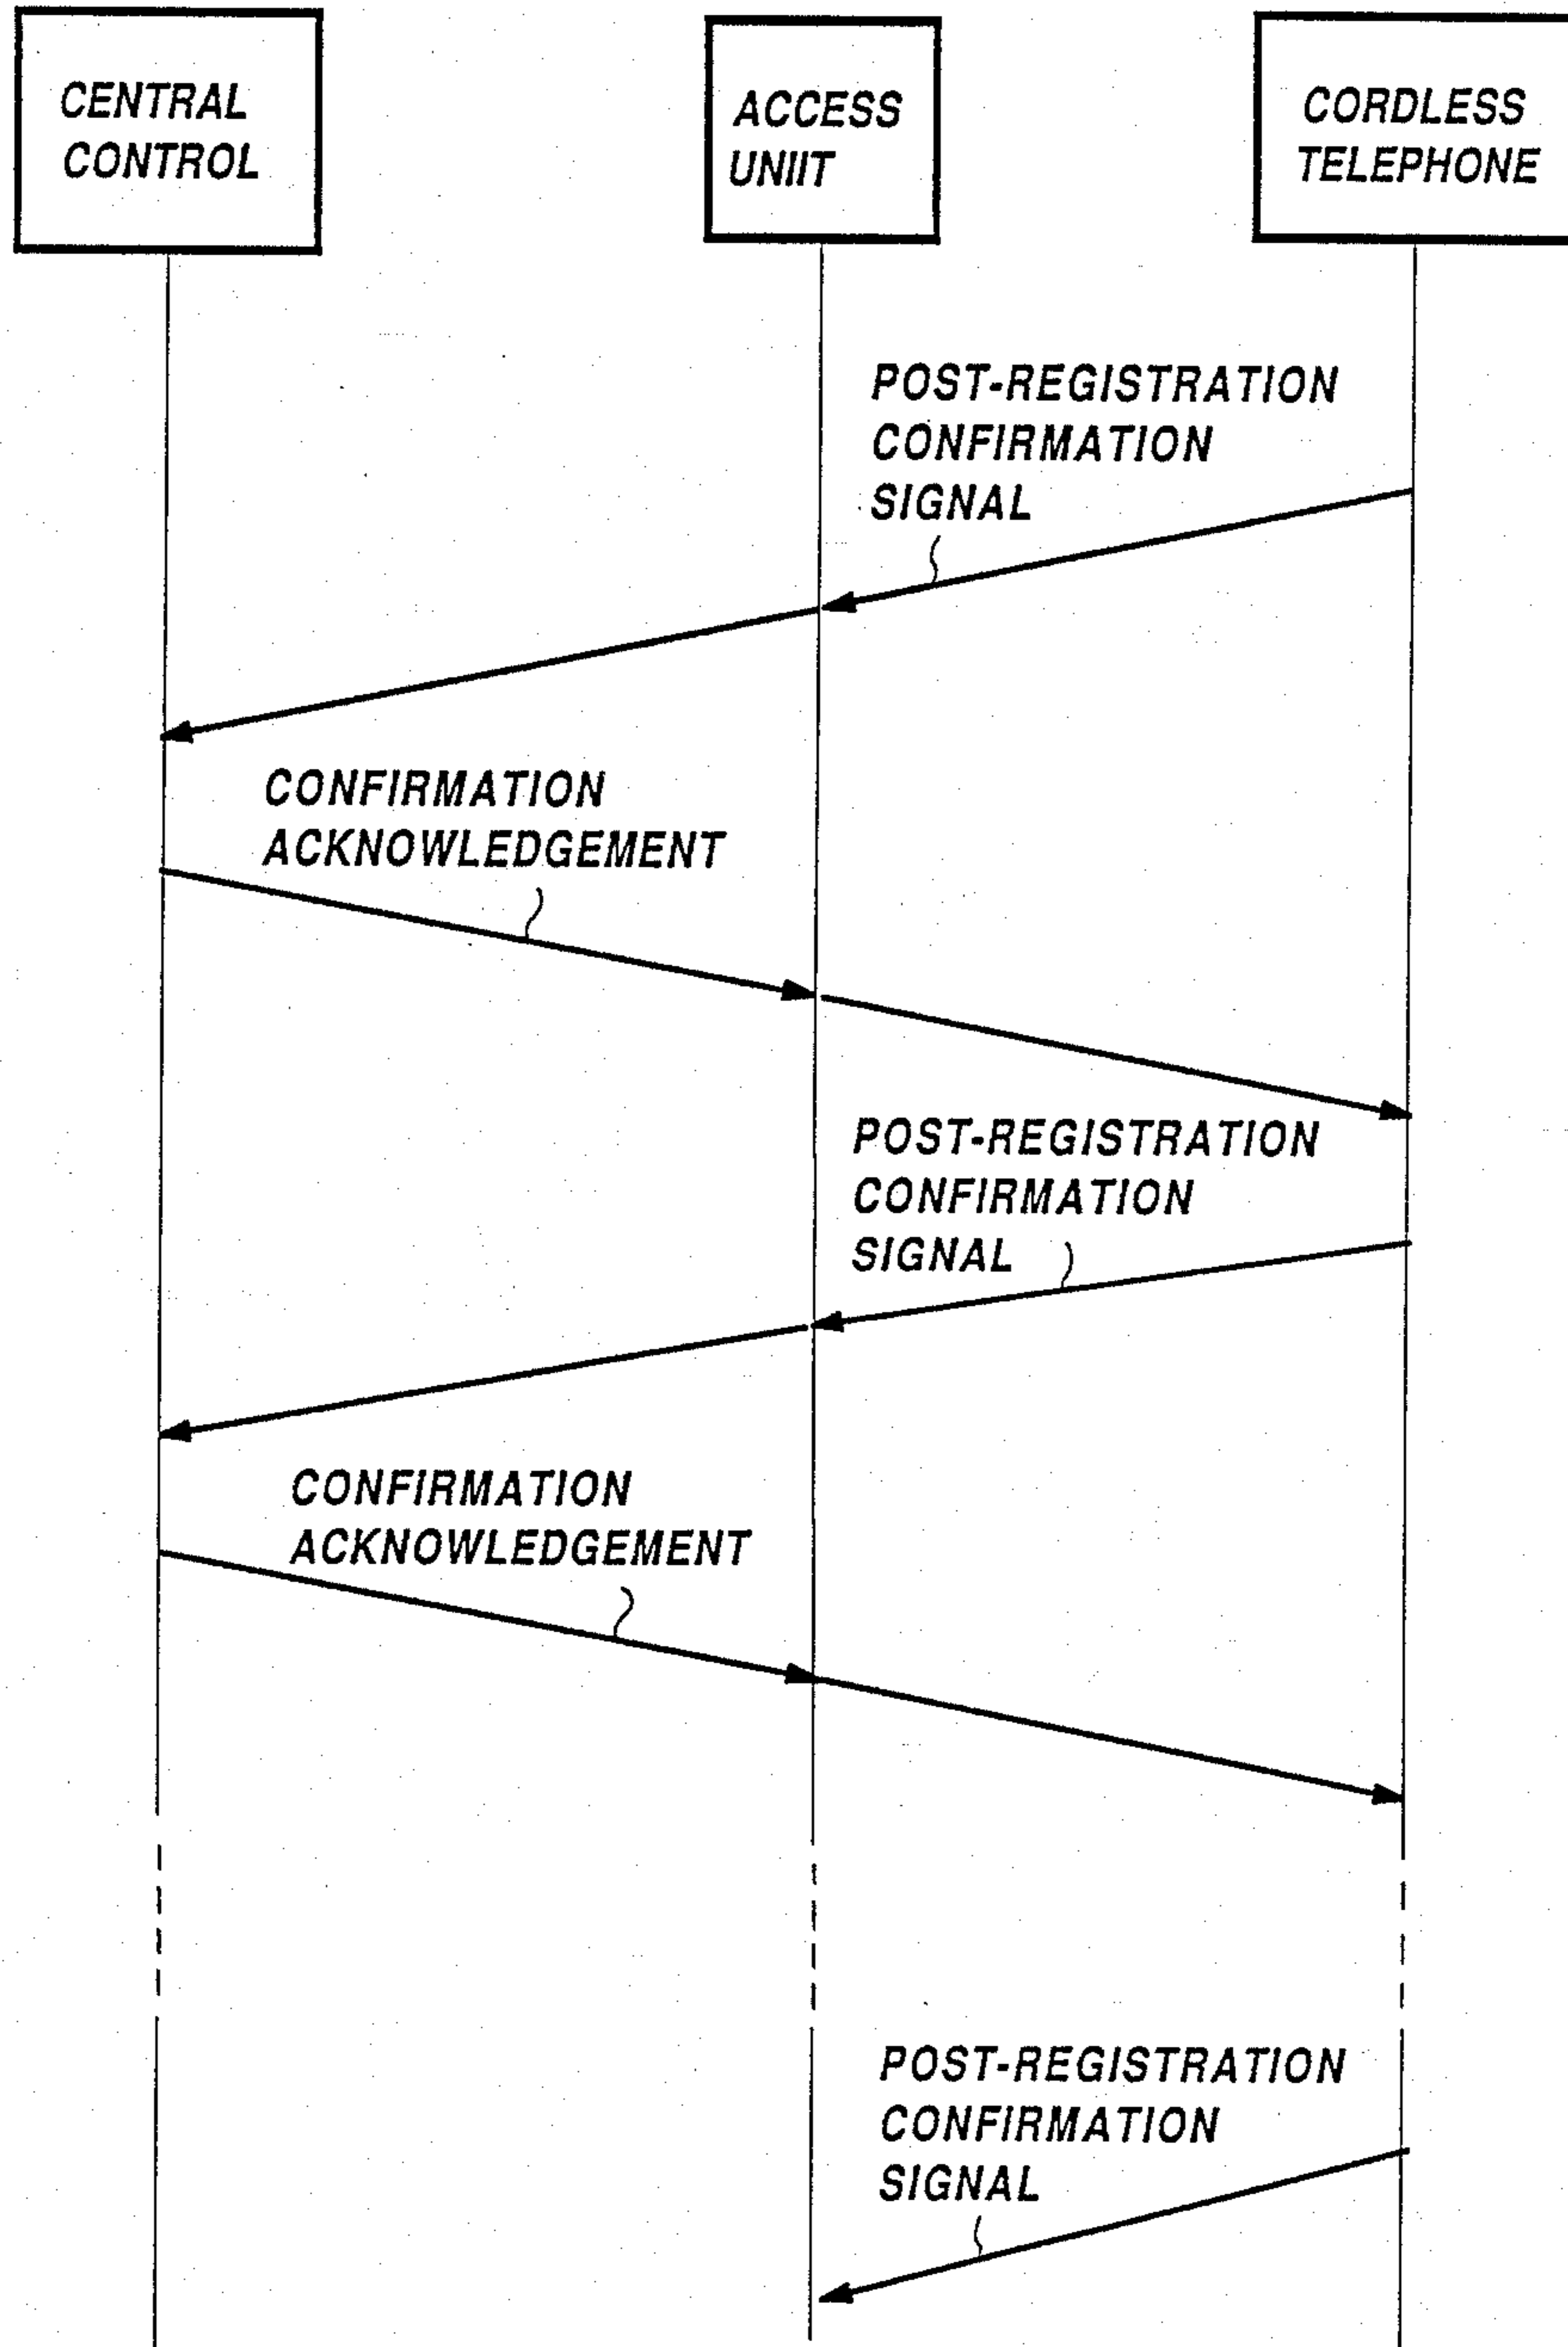 CENTRAL
CONTROL
ACCESS
UNIIT
CORDLESS
TELEPHONE
POST-REGISTRATION
CONFIRMATION
SIGNAL
CONFIRMATION
ACKNOWLEDGEMENT
POST-REGISTRATION
CONFIRMATION
SIGNAL
CONFIRMATION
ACKNOWLEDGEMENT
POST-REGISTRATION
CONFIRMATION
SIGNAL